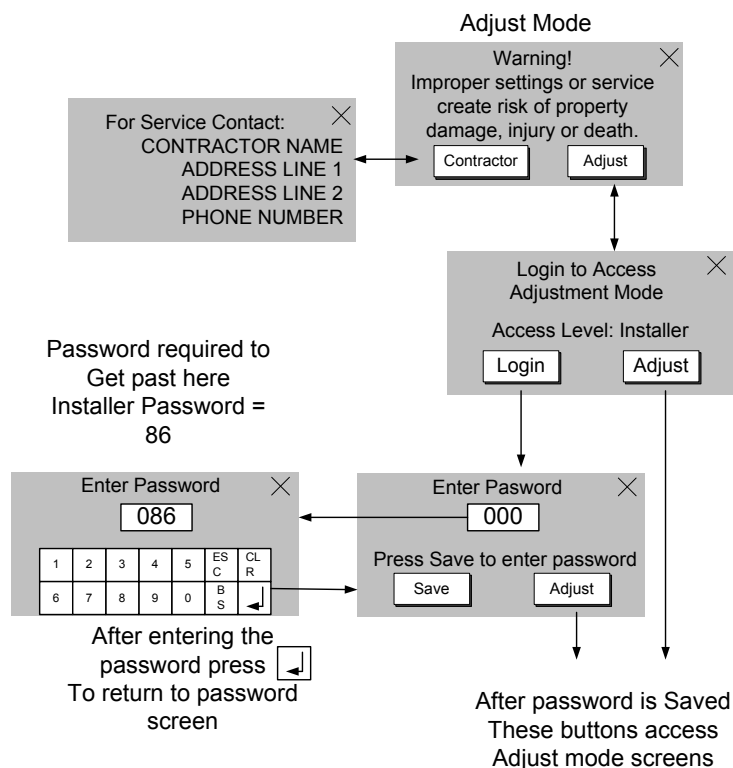 Adjust Mode
Warning!
Improper settings or service
create risk of property
damage, injury or death.
Contractor
Adjust
For Service Contact:
CONTRACTOR NAME
ADDRESS LINE 1
ADDRESS LINE 2
PHONE NUMBER
Login to Access
Adjustment Mode
Access Level: Installer
Login
Adjust
Password required to
Get past here
Installer Password =
86
Enter Password
086
1 2 3 4 5 ES C CL R
6 7 8 9 0 B S
Enter Pasword
000
Press Save to enter password
Save
Adjust
After entering the
password press
To return to password
screen
After password is Saved
These buttons access
Adjust mode screens